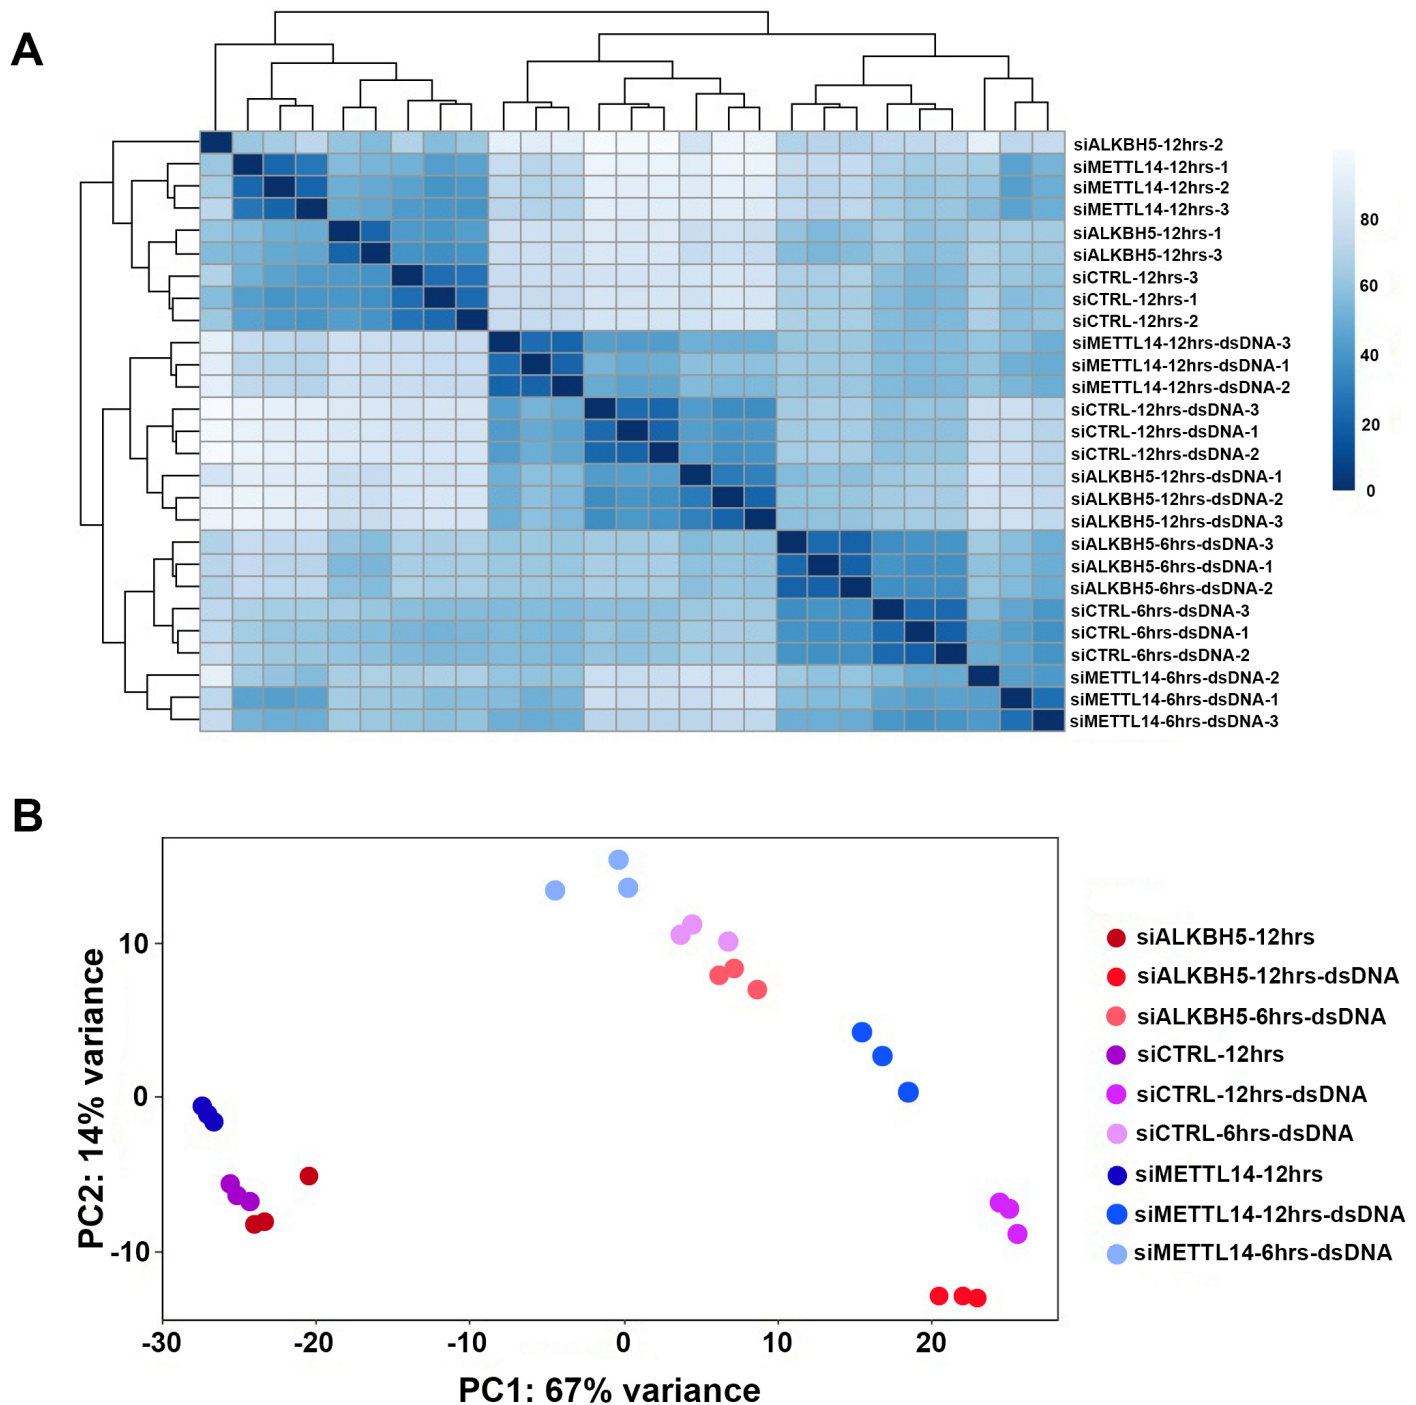 A
siALKBH5-12hrs-2
siMETTL14-12hrs-1
siMETTL14-12hrs-2
siMETTL14-12hrs-3
siALKBH5-12hrs-1
siALKBH5-12hrs-3
siCTRL-12hrs-3
siCTRL-12hrs-1
siCTRL-12hrs-2
siMETTL14-12hrs-dsDNA-3
siMETTL14-12hrs-dsDNA-1
siMETTL14-12hrs-dsDNA-2
siCTRL-12hrs-dsDNA-3
siCTRL-12hrs-dsDNA-1
siCTRL-12hrs-dsDNA-2
siALKBH5-12hrs-dsDNA-1
siALKBH5-12hrs-dsDNA-2
siALKBH5-12hrs-dsDNA-3
siALKBH5-6hrs-dsDNA-3
siALKBH5-6hrs-dsDNA-1
siALKBH5-6hrs-dsDNA-2
siCTRL-6hrs-dsDNA-3
siCTRL-6hrs-dsDNA-1
siCTRL-6hrs-dsDNA-2
siMETTL14-6hrs-dsDNA-2
siMETTL14-6hrs-dsDNA-1
siMETTL14-6hrs-dsDNA-3
80
60
40
20
0
B
PC2: 14% variance
10
0
-10
-30
-20
-10
0
10
20
PC1: 67% variance
siALKBH5-12hrs
siALKBH5-12hrs-dsDNA
siALKBH5-6hrs-dsDNA
siCTRL-12hrs
siCTRL-12hrs-dsDNA
siCTRL-6hrs-dsDNA
siMETTL14-12hrs
siMETTL14-12hrs-dsDNA
siMETTL14-6hrs-dsDNA